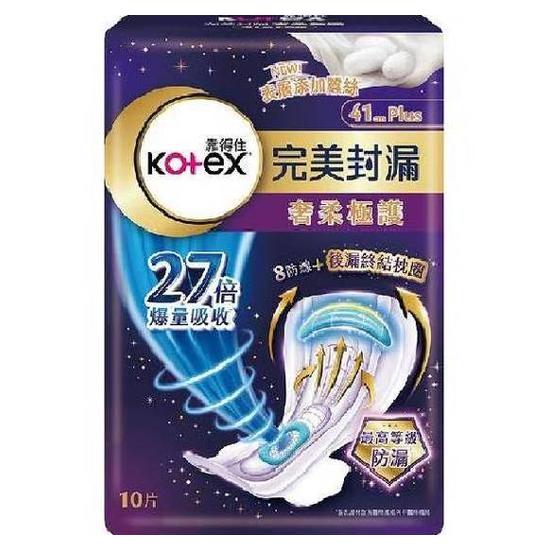 NEW!
表層添加蠶絲
41cm Plus
靠得住
Kotex
完美封漏
奢柔極護
27倍
爆量吸收
8防線+後漏終結枕圈
最高等級
防漏
10片